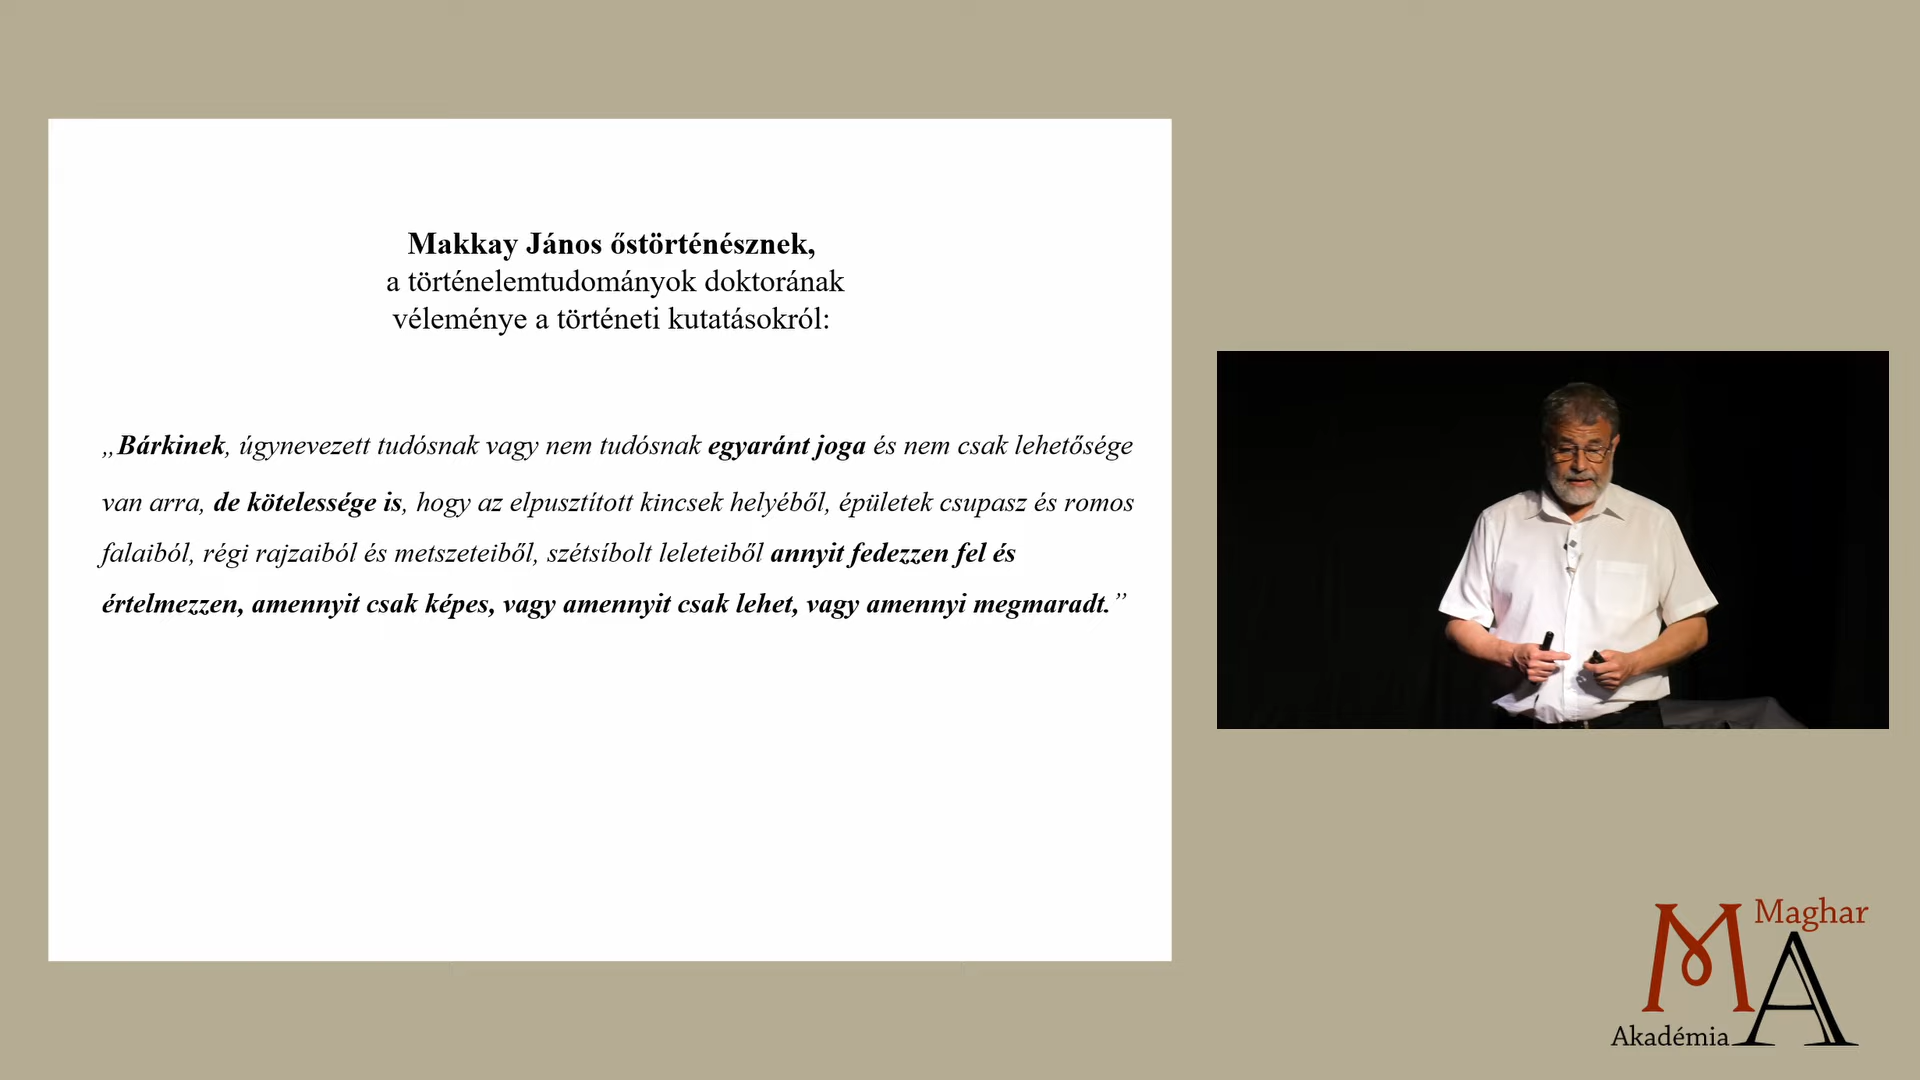 Makkay János őstörténésznek,
a történelemtudományok doktorának
véleménye a történeti kutatásokról:
„Bárkinek, úgynevezett tudósnak vagy nem tudósnak egyaránt joga és nem csak lehetősége
van arra, de kötelessége is, hogy az elpusztított kincsek helyéből, épületek csupasz és romos
falaiból, régi rajzaiból és metszeteiből, szétsíbolt leleteiből annyit fedezzen fel és
értelmezzen, amennyit csak képes, vagy amennyit csak lehet, vagy amennyi megmaradt.”
Maghar
MA
Akadémia